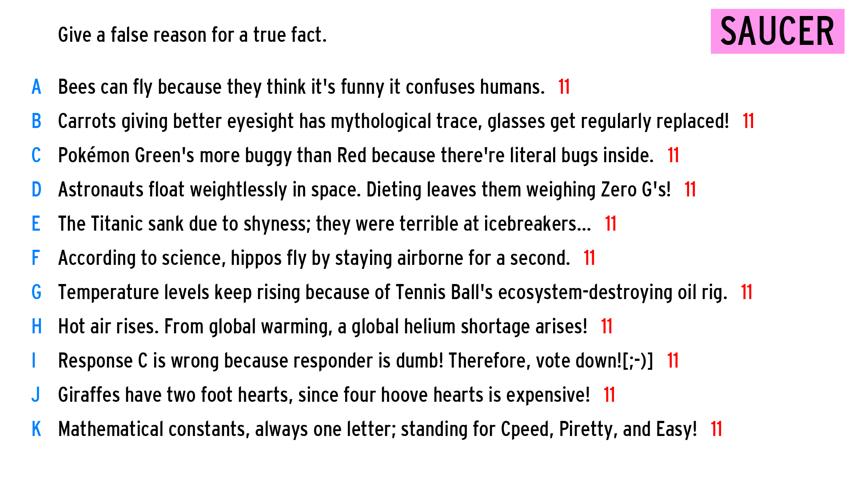 Give a false reason for a true fact.
SAUCER
A Bees can fly because they think it's funny it confuses humans. 11
B Carrots giving better eyesight has mythological trace, glasses get regularly replaced! 11
C Pokémon Green's more buggy than Red because there're literal bugs inside. 11
D Astronauts float weightlessly in space. Dieting leaves them weighing Zero G's! 11
E The Titanic sank due to shyness; they were terrible at icebreakers... 11
F According to science, hippos fly by staying airborne for a second. 11
G Temperature levels keep rising because of Tennis Ball's ecosystem-destroying oil rig. 11
H Hot air rises. From global warming, a global helium shortage arises! 11
I Response C is wrong because responder is dumb! Therefore, vote down![;-)] 11
J Giraffes have two foot hearts, since four hoove hearts is expensive! 11
K Mathematical constants, always one letter; standing for Cpeed, Piretty, and Easy! 11